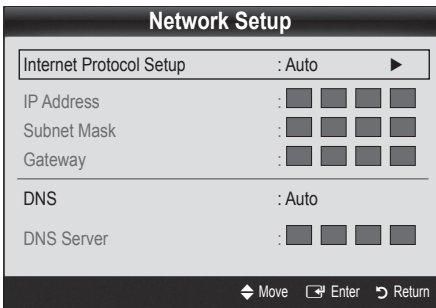 Network Setup
Internet Protocol Setup : Auto ▶
IP Address :
Subnet Mask :
Gateway :
DNS : Auto
DNS Server :
Move Enter Return